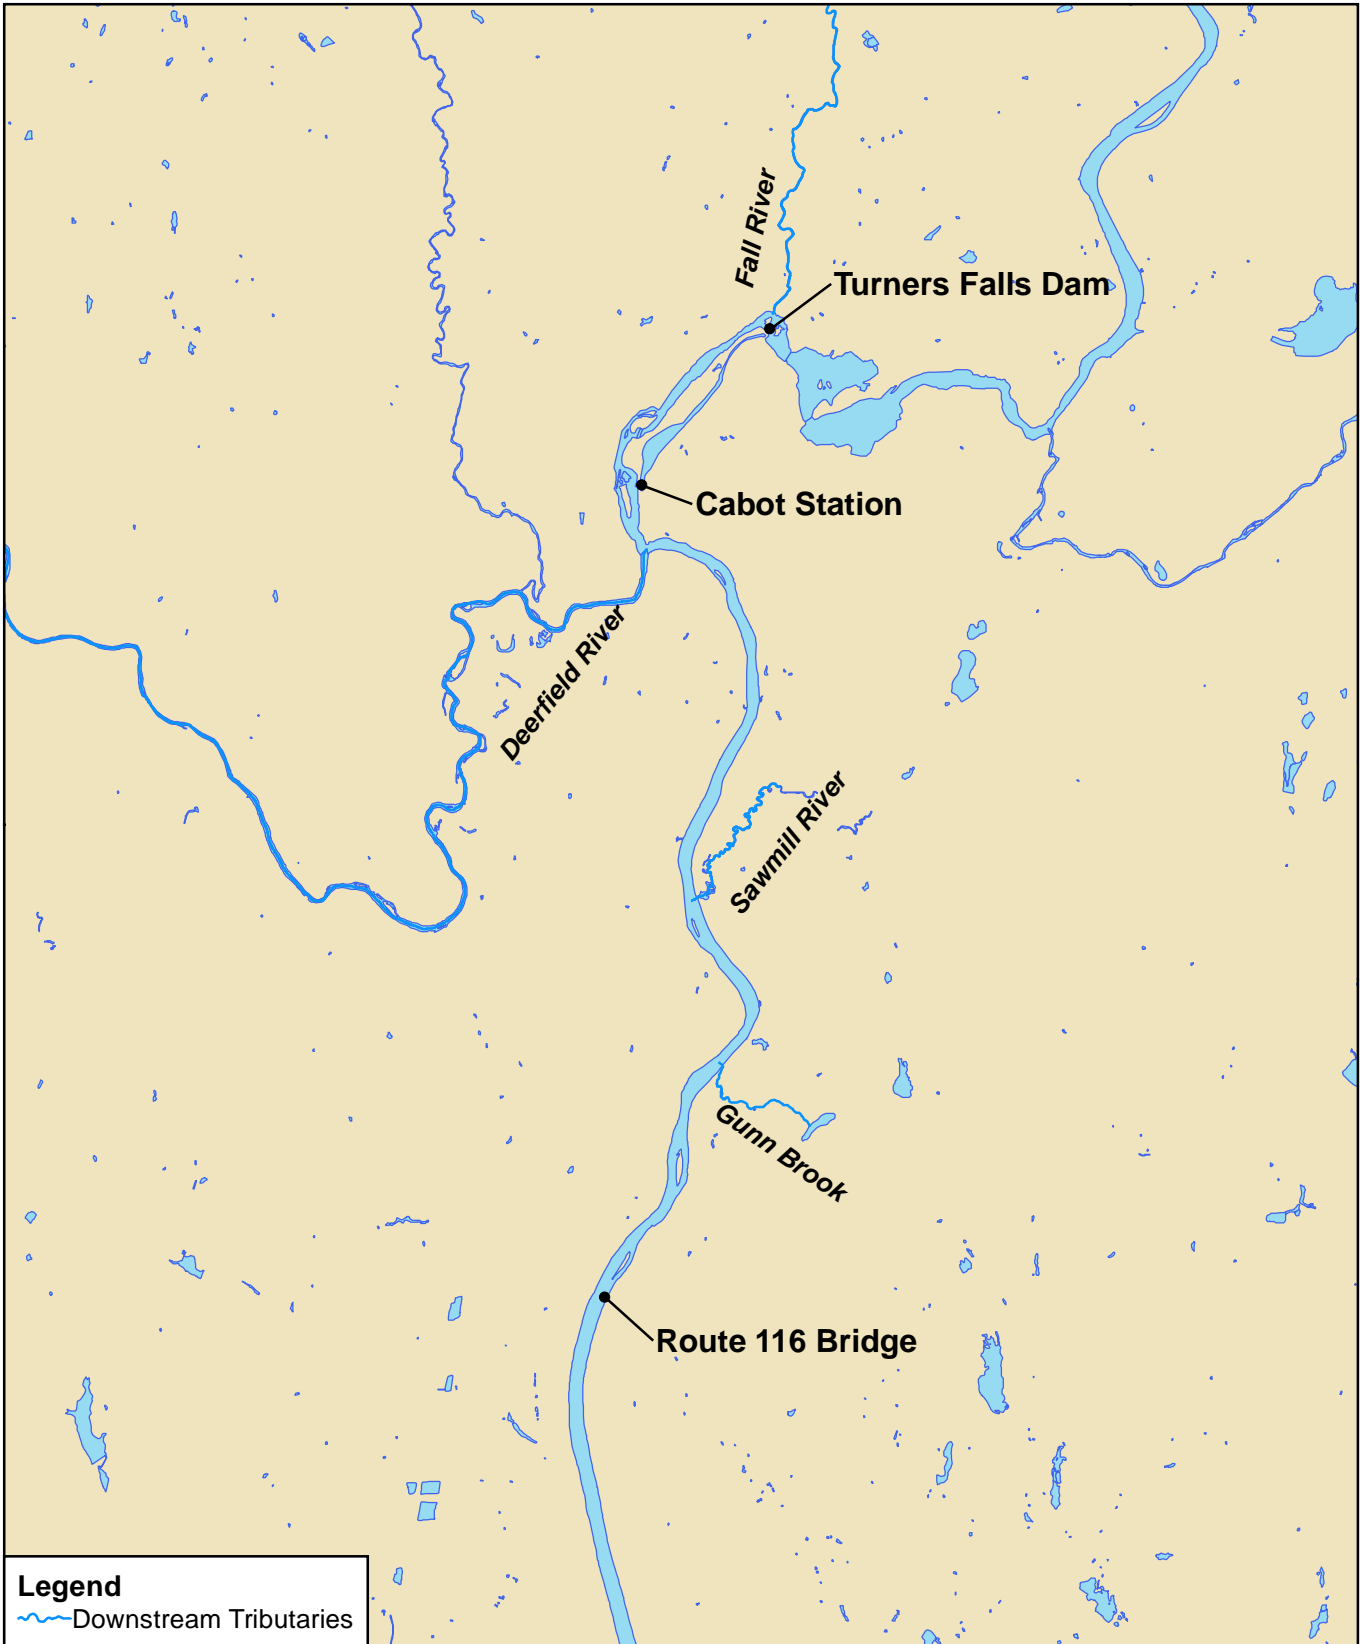 Fall River
Turners Falls Dam
Cabot Station
Deerfield River
Sawmill River
Gunn Brook
Route 116 Bridge
Legend
Downstream Tributaries